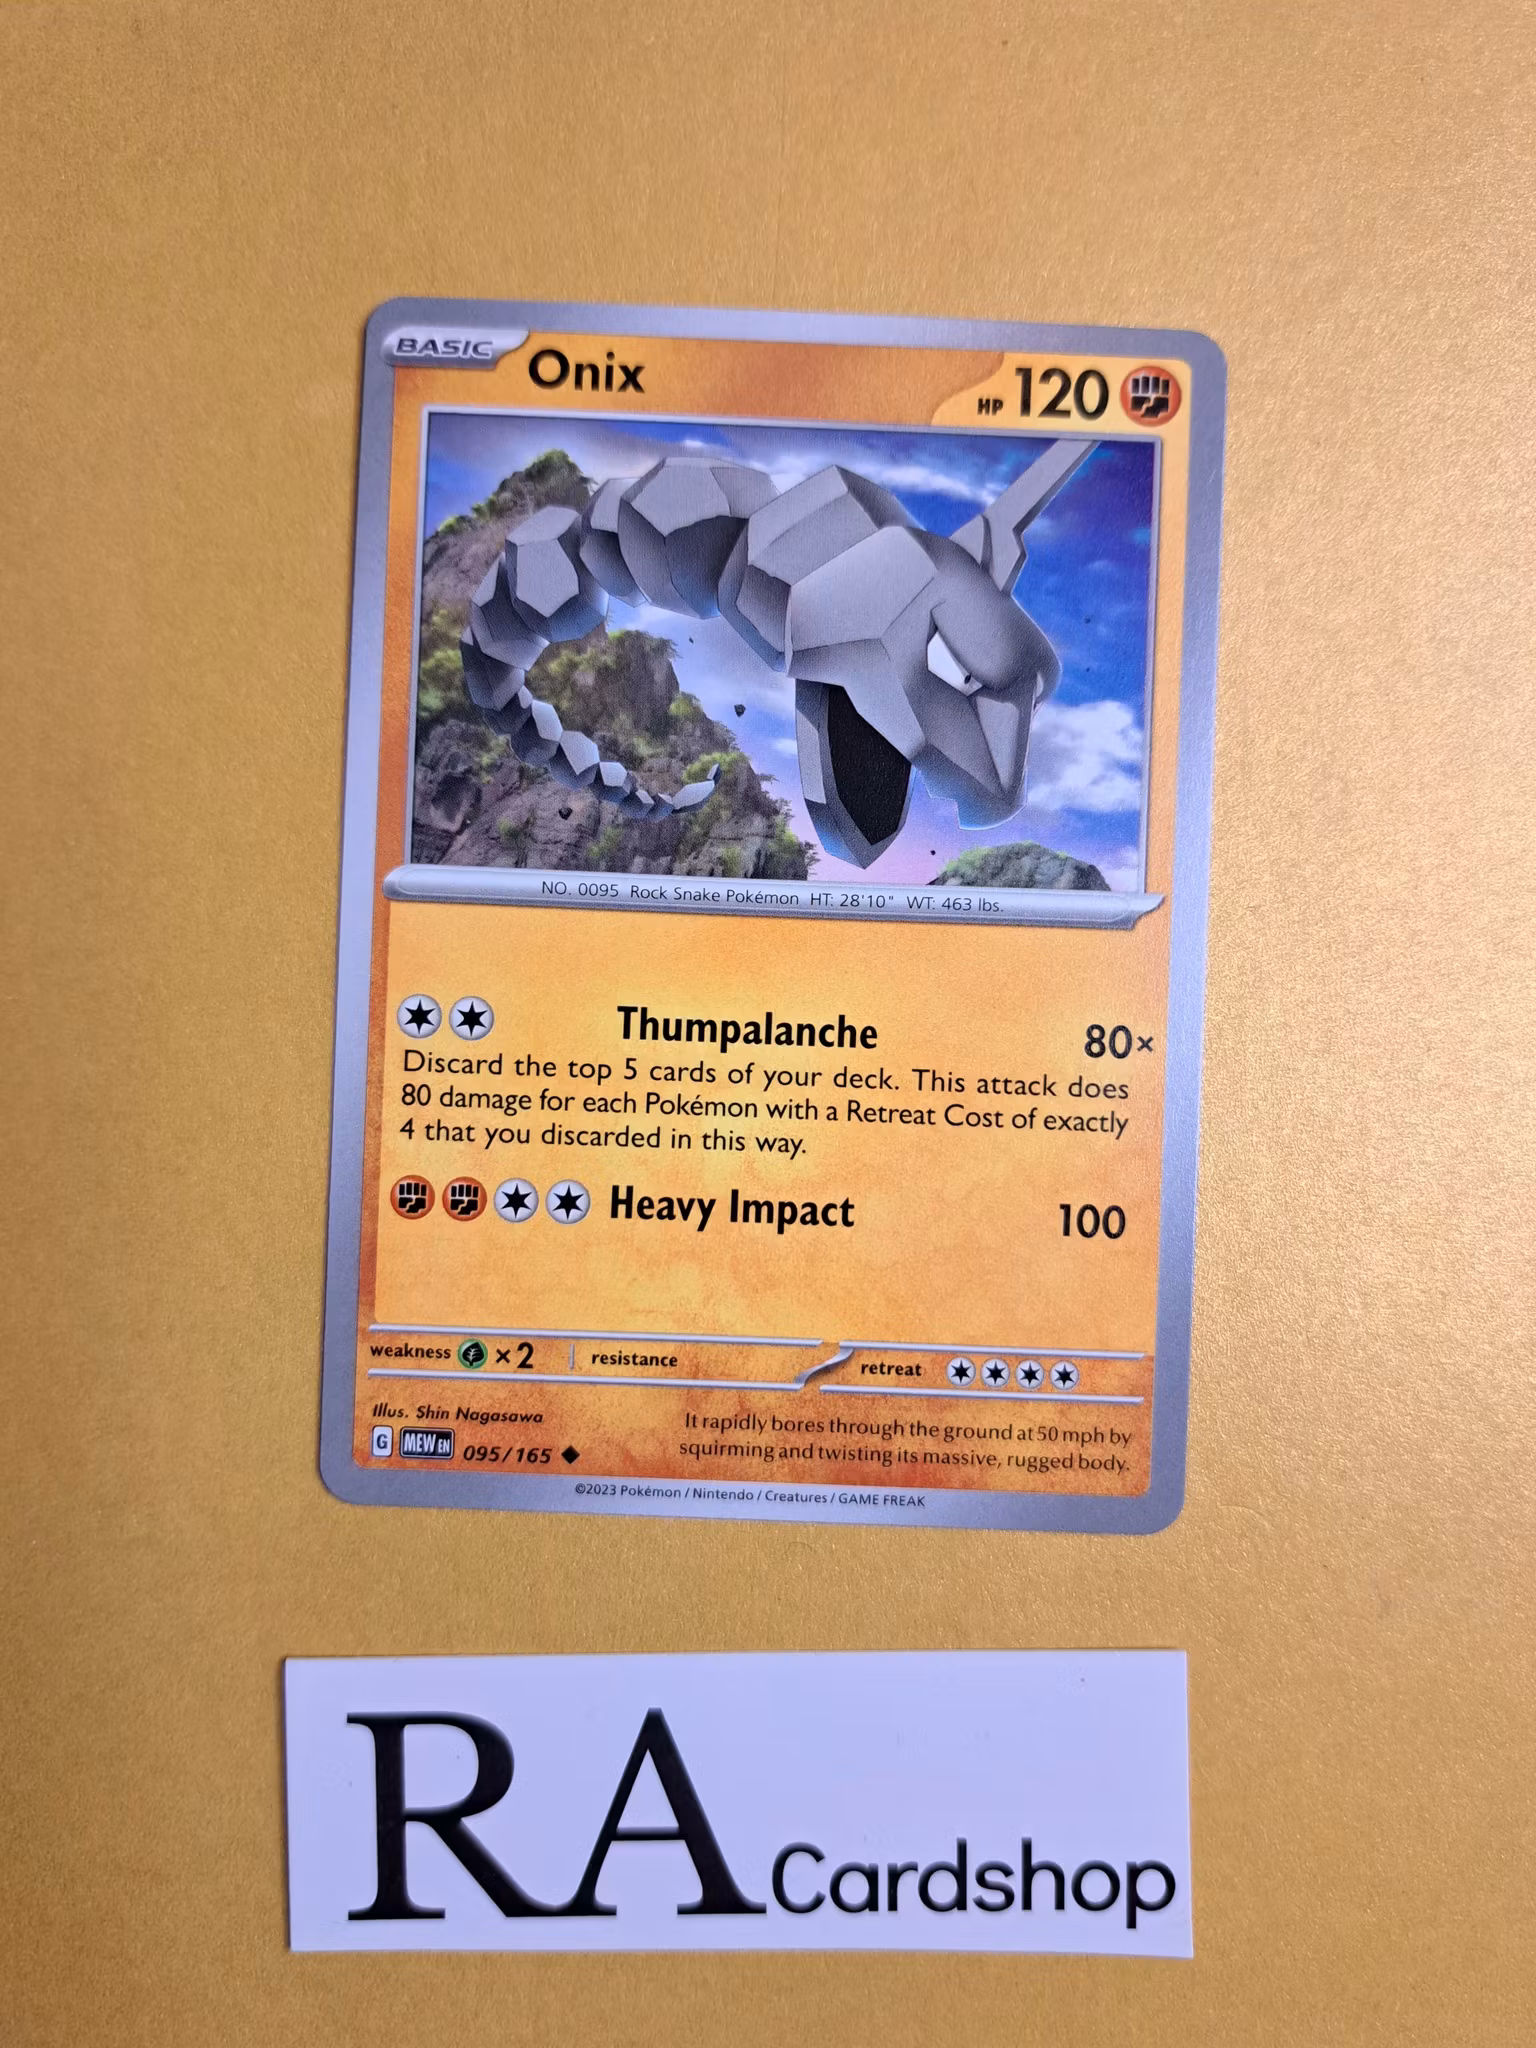 BASIC
Onix
HP 120
NO. 0095 Rock Snake Pokémon HT: 28'10" WT: 463 lbs.
Thumpalanche 80×
Discard the top 5 cards of your deck. This attack does
80 damage for each Pokémon with a Retreat Cost of exactly
4 that you discarded in this way.
Heavy Impact 100
weakness ×2 resistance retreat
Illus. Shin Nagasawa
G MEW EN 095/165
It rapidly bores through the ground at 50 mph by
squirming and twisting its massive, rugged body.
©2023 Pokémon / Nintendo / Creatures / GAME FREAK
RA Cardshop